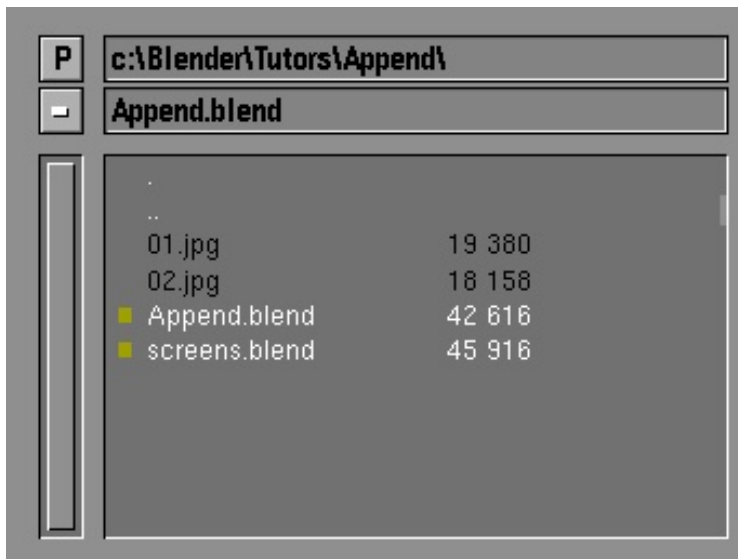 P c:\Blender\Tutors\Append\
Append.blend
.
..
01.jpg 19 380
02.jpg 18 158
Append.blend 42 616
screens.blend 45 916